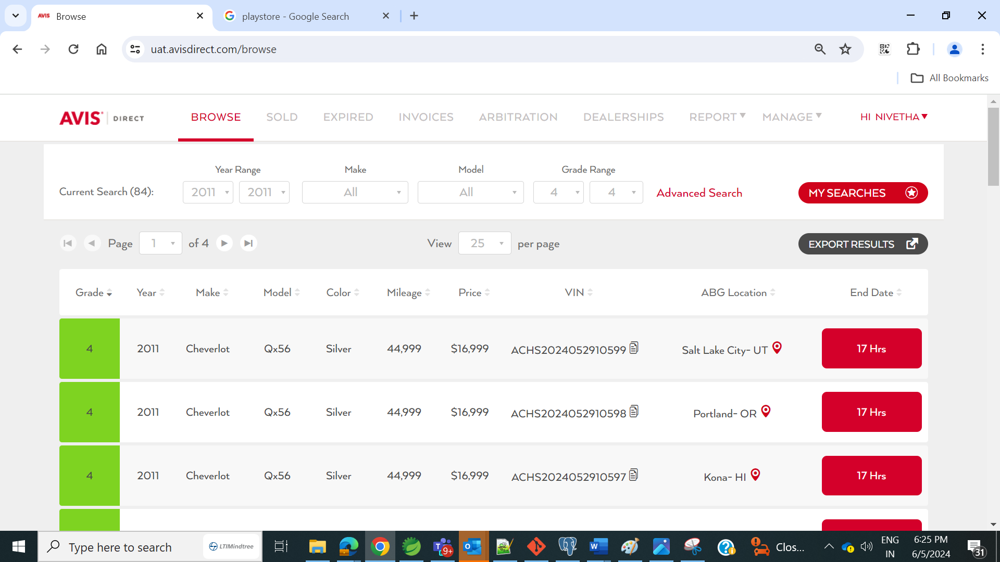 AVIS Browse
playstore - Google Search
uat.avisdirect.com/browse
All Bookmarks
AVIS DIRECT BROWSE SOLD EXPIRED INVOICES ARBITRATION DEALERSHIPS REPORT MANAGE HI NIVETHA
Year Range Make Model Grade Range
Current Search (84): 2011 2011 All All 4 4 Advanced Search MY SEARCHES
Page 1 of 4 View 25 per page EXPORT RESULTS
Grade Year Make Model Color Mileage Price VIN ABG Location End Date
4 2011 Cheverlot Qx56 Silver 44,999 $16,999 ACHS2024052910599 Salt Lake City- UT 17 Hrs
4 2011 Cheverlot Qx56 Silver 44,999 $16,999 ACHS2024052910598 Portland- OR 17 Hrs
4 2011 Cheverlot Qx56 Silver 44,999 $16,999 ACHS2024052910597 Kona- HI 17 Hrs
Type here to search LTIMindtree 9+ Clos... ENG 6:25 PM
IN 6/5/2024 31